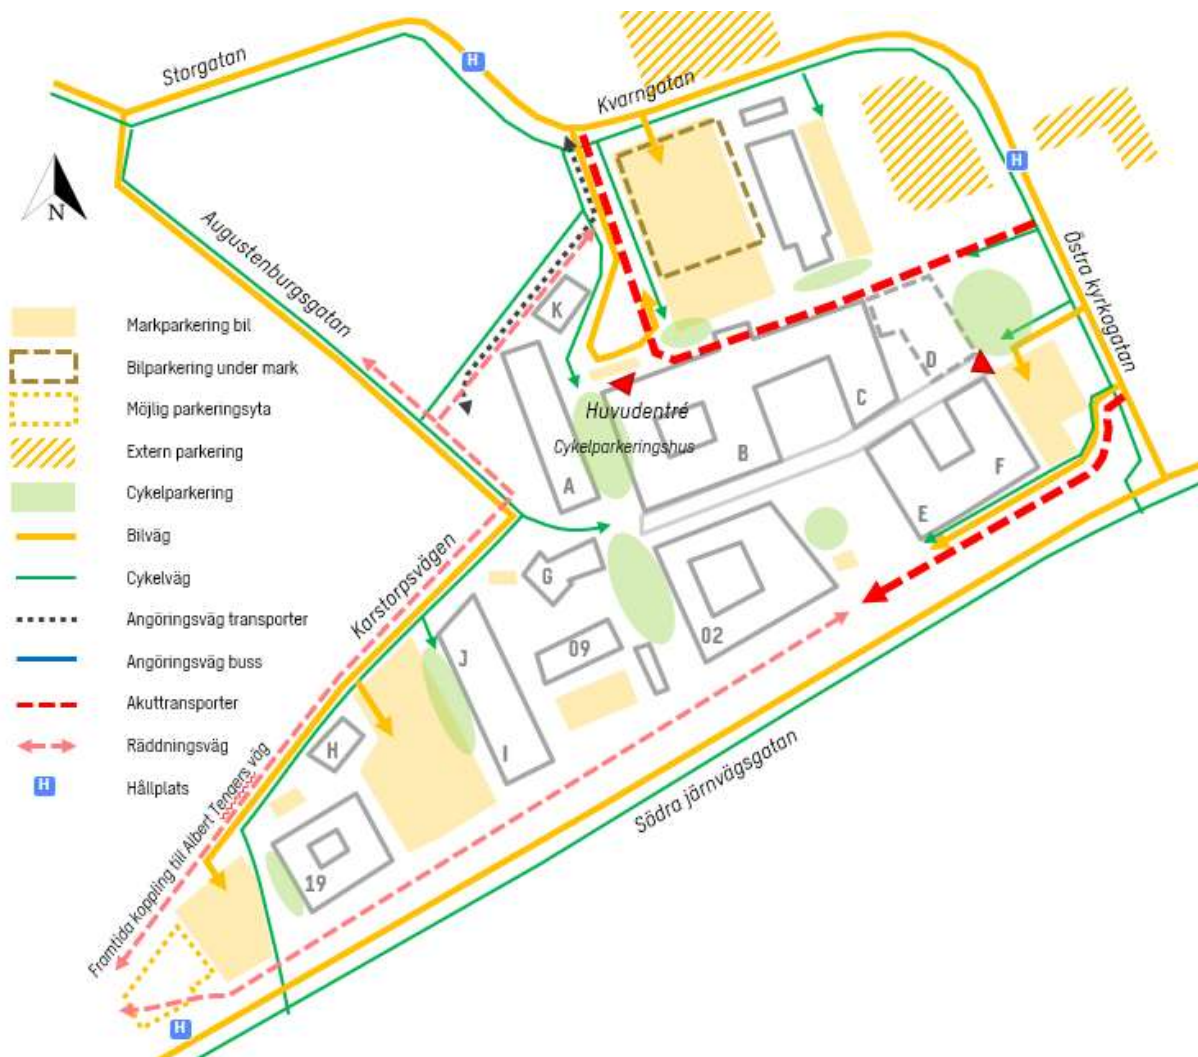 Storgatan
H
Kvarngatan
H
N
Augustenburgsgatan
Östra kyrkogatan
K
D
Huvudentré
Cykelparkeringshus
C
B
A
F
E
Markparkering bil
Bilparkering under mark
Möjlig parkeringsyta
Extern parkering
Cykelparkering
Bilväg
Cykelväg
Angöringsväg transporter
Angöringsväg buss
Akuttransporter
Räddningsväg
H Hållplats
Karstorpsvägen
G
J
09
02
I
H
19
Södra järnvägsgatan
Framtida koppling till Albert Tengers väg
H